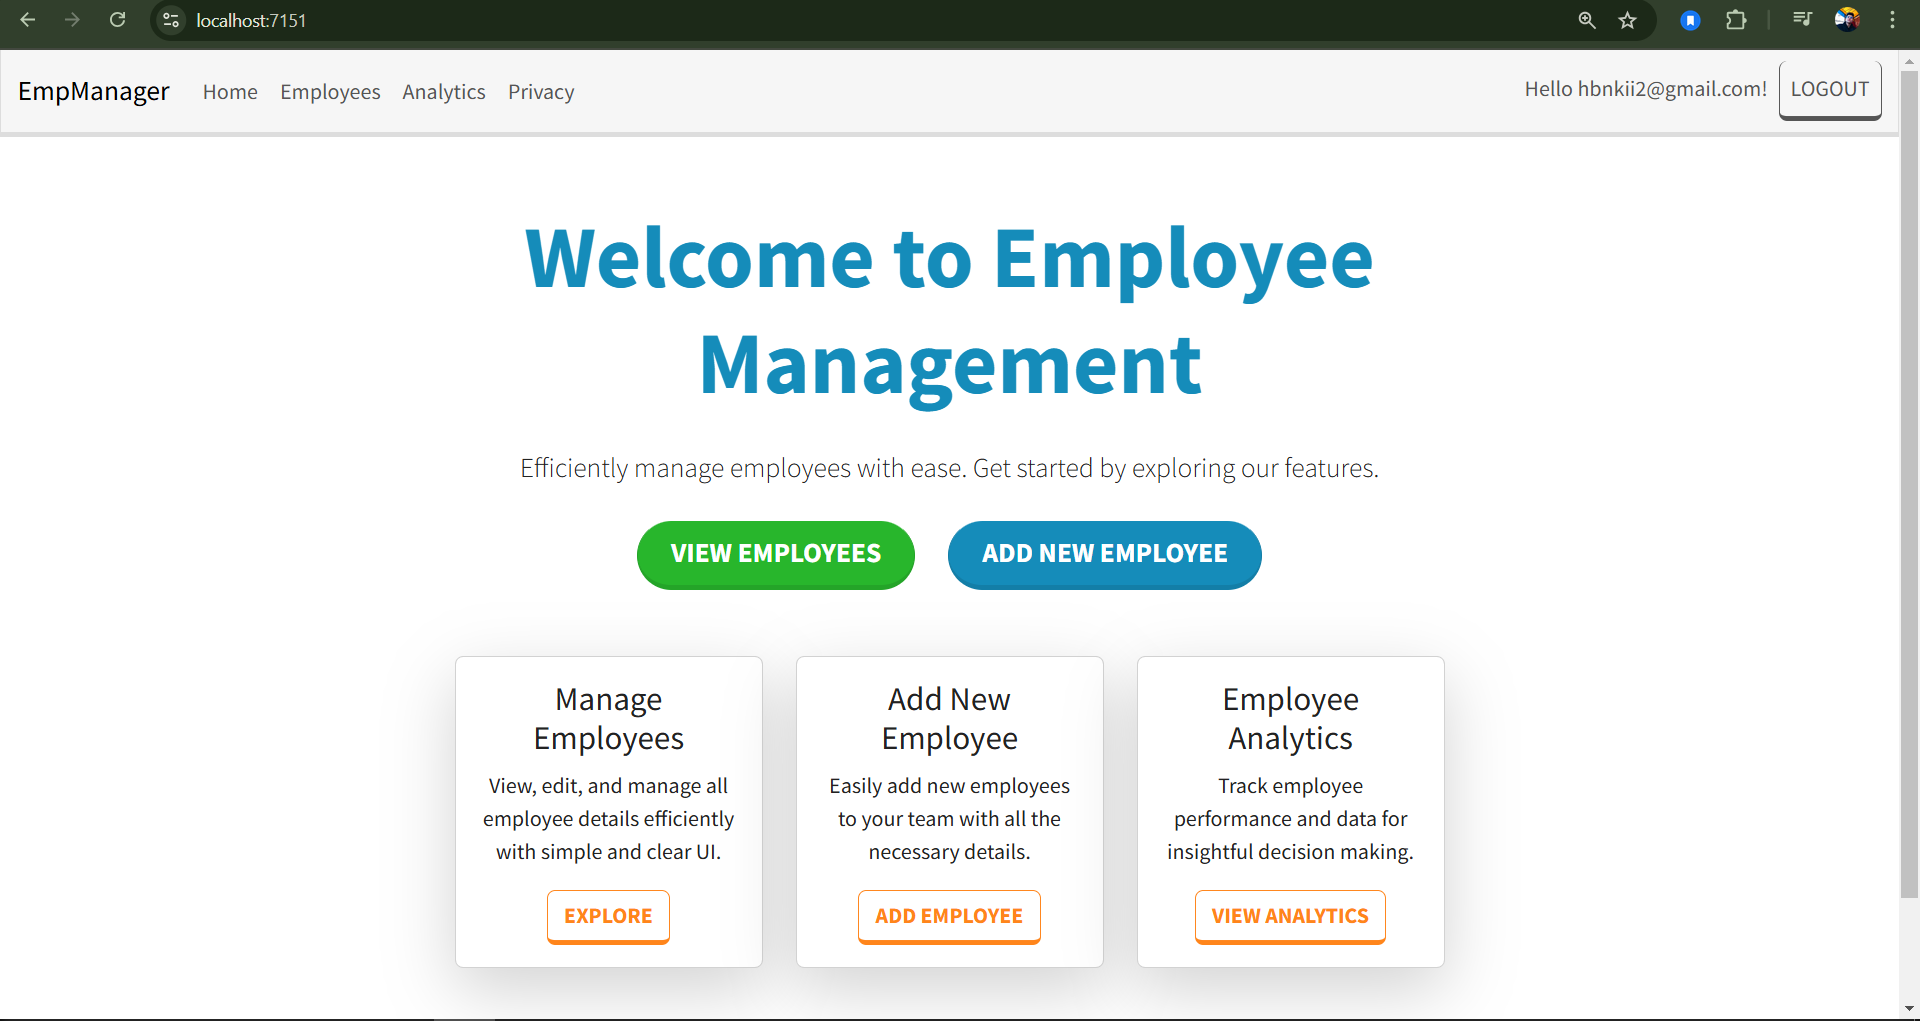 localhost:7151
EmpManager Home Employees Analytics Privacy Hello hbnkii2@gmail.com! LOGOUT
Welcome to Employee
Management
Efficiently manage employees with ease. Get started by exploring our features.
VIEW EMPLOYEES ADD NEW EMPLOYEE
Manage
Employees
View, edit, and manage all
employee details efficiently
with simple and clear UI.
EXPLORE
Add New
Employee
Easily add new employees
to your team with all the
necessary details.
ADD EMPLOYEE
Employee
Analytics
Track employee
performance and data for
insightful decision making.
VIEW ANALYTICS